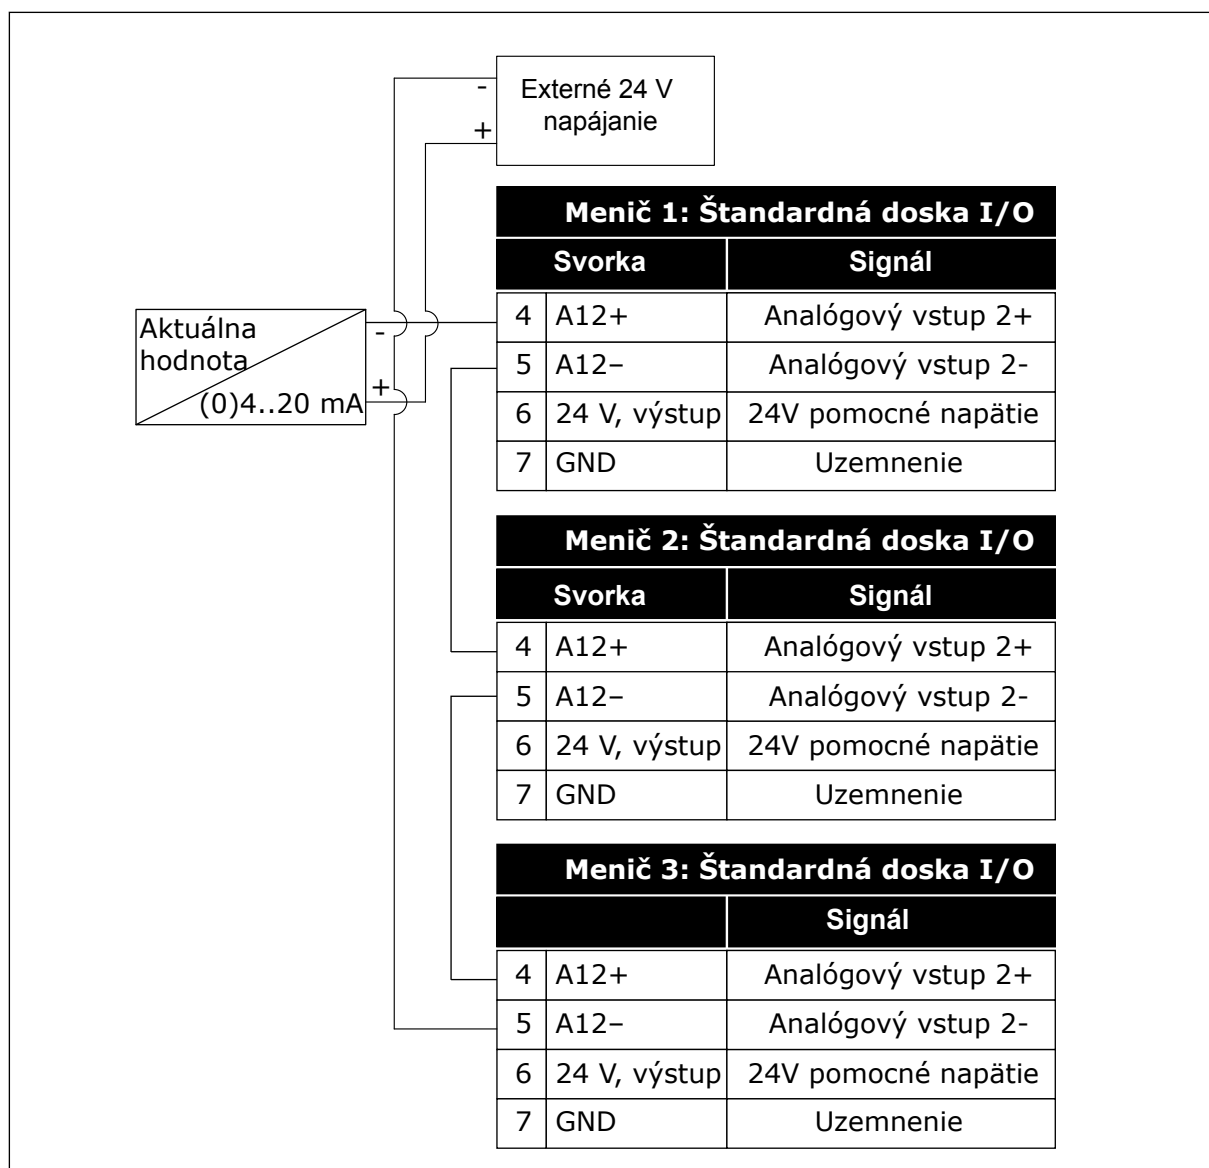 -
Externé 24 V
napájanie
+
Menič 1: Štandardná doska I/O
Svorka Signál
4 A12+ Analógový vstup 2+
5 A12– Analógový vstup 2-
6 24 V, výstup 24V pomocné napätie
7 GND Uzemnenie
Aktuálna
hodnota
(0)4..20 mA
-
+
Menič 2: Štandardná doska I/O
Svorka Signál
4 A12+ Analógový vstup 2+
5 A12– Analógový vstup 2-
6 24 V, výstup 24V pomocné napätie
7 GND Uzemnenie
Menič 3: Štandardná doska I/O
Signál
4 A12+ Analógový vstup 2+
5 A12– Analógový vstup 2-
6 24 V, výstup 24V pomocné napätie
7 GND Uzemnenie